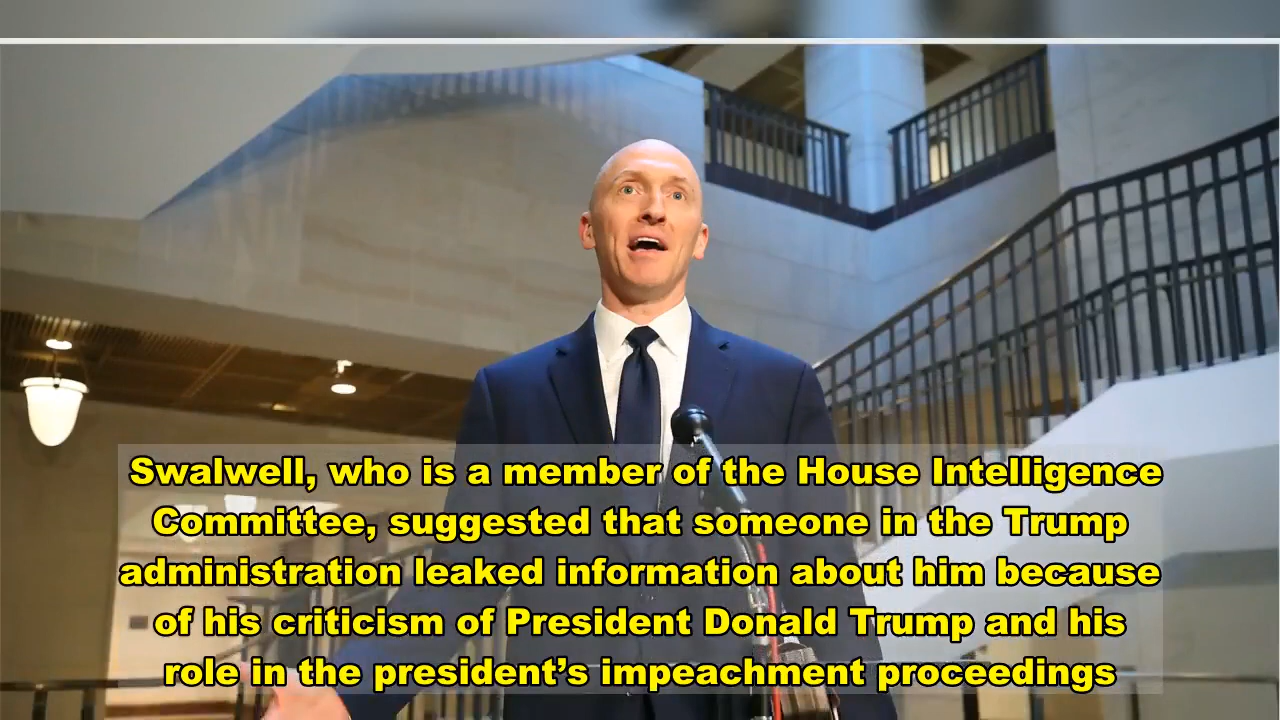 Swalwell, who is a member of the House Intelligence
Committee, suggested that someone in the Trump
administration leaked information about him because
of his criticism of President Donald Trump and his
role in the president’s impeachment proceedings